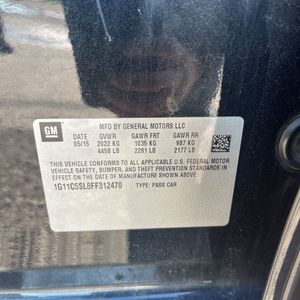 GM
MFD BY GENERAL MOTORS LLC
DATE GVWR GAWR FRT GAWR RR
05/15 2022 KG 1035 KG 987 KG
4458 LB 2281 LB 2177 LB
THIS VEHICLE CONFORMS TO ALL APPLICABLE U.S. FEDERAL MOTOR
VEHICLE SAFETY, BUMPER, AND THEFT PREVENTION STANDARDS IN
EFFECT ON THE DATE OF MANUFACTURE SHOWN ABOVE.
1G11C5SL8FF312470 TYPE: PASS CAR